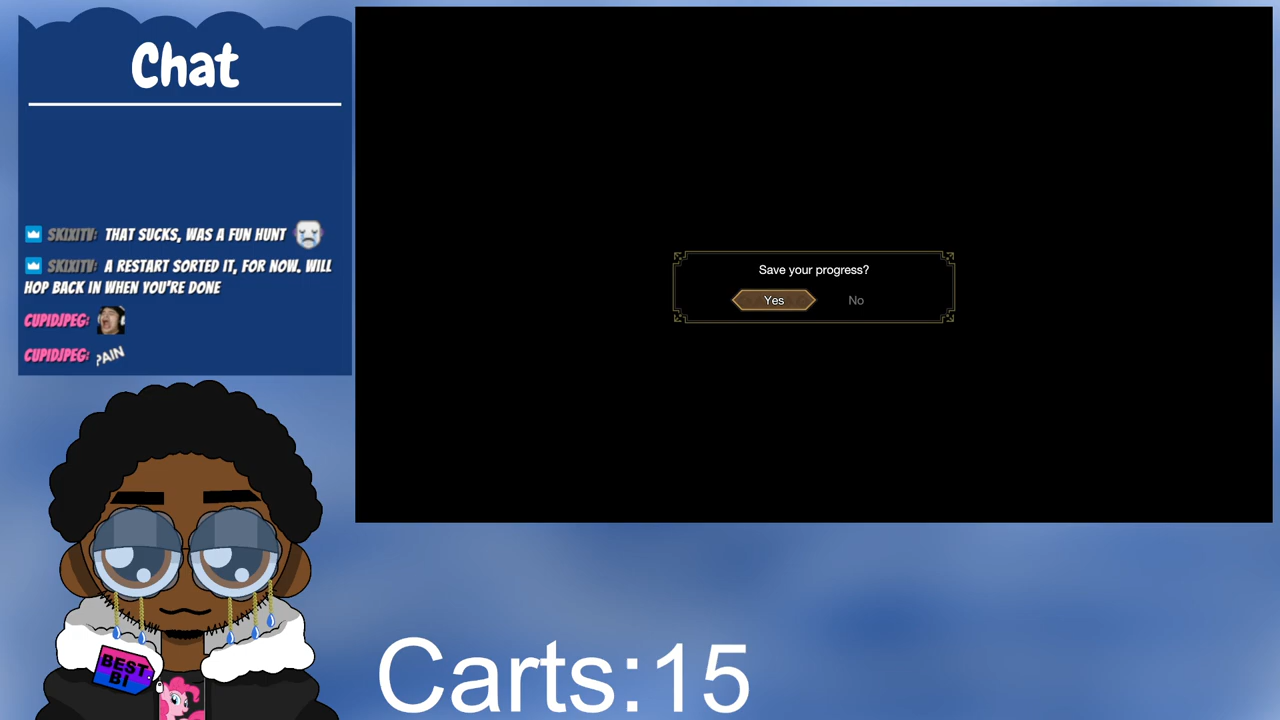 Chat
SKIXITV: THAT SUCKS, WAS A FUN HUNT
SKIXITV: A RESTART SORTED IT, FOR NOW. WILL
HOP BACK IN WHEN YOU'RE DONE
CUPIDJPEG:
CUPIDJPEG: PAIN
Save your progress?
Yes No
BEST
BI
Carts:15